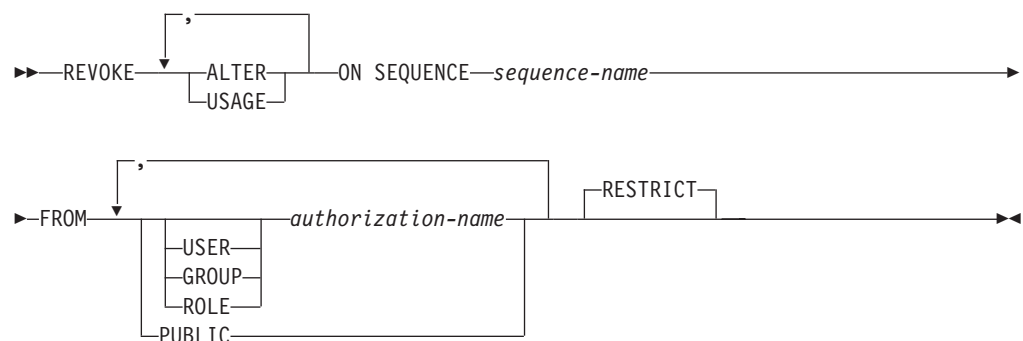 ,
REVOKE ALTER ON SEQUENCE sequence-name
USAGE
,
RESTRICT
FROM authorization-name
USER
GROUP
ROLE
PUBLIC